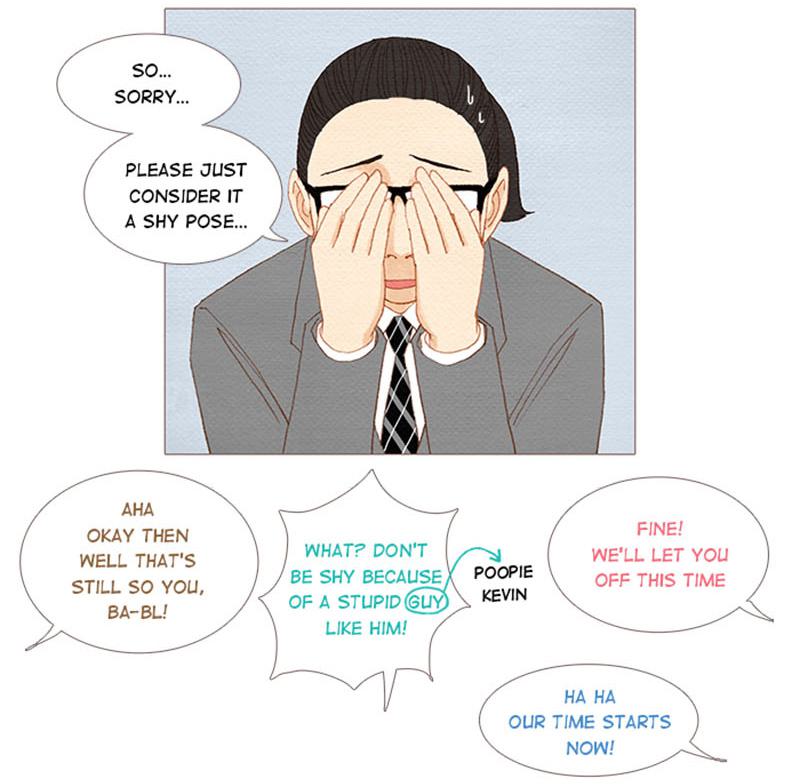 SO...
SORRY...
PLEASE JUST
CONSIDER IT
A SHY POSE...
AHA
OKAY THEN
WELL THAT'S
STILL SO YOU,
BA-BL!
WHAT? DON'T
BE SHY BECAUSE
OF A STUPID GUY
LIKE HIM!
POOPIE
KEVIN
FINE!
WE'LL LET YOU
OFF THIS TIME
HA HA
OUR TIME STARTS
NOW!